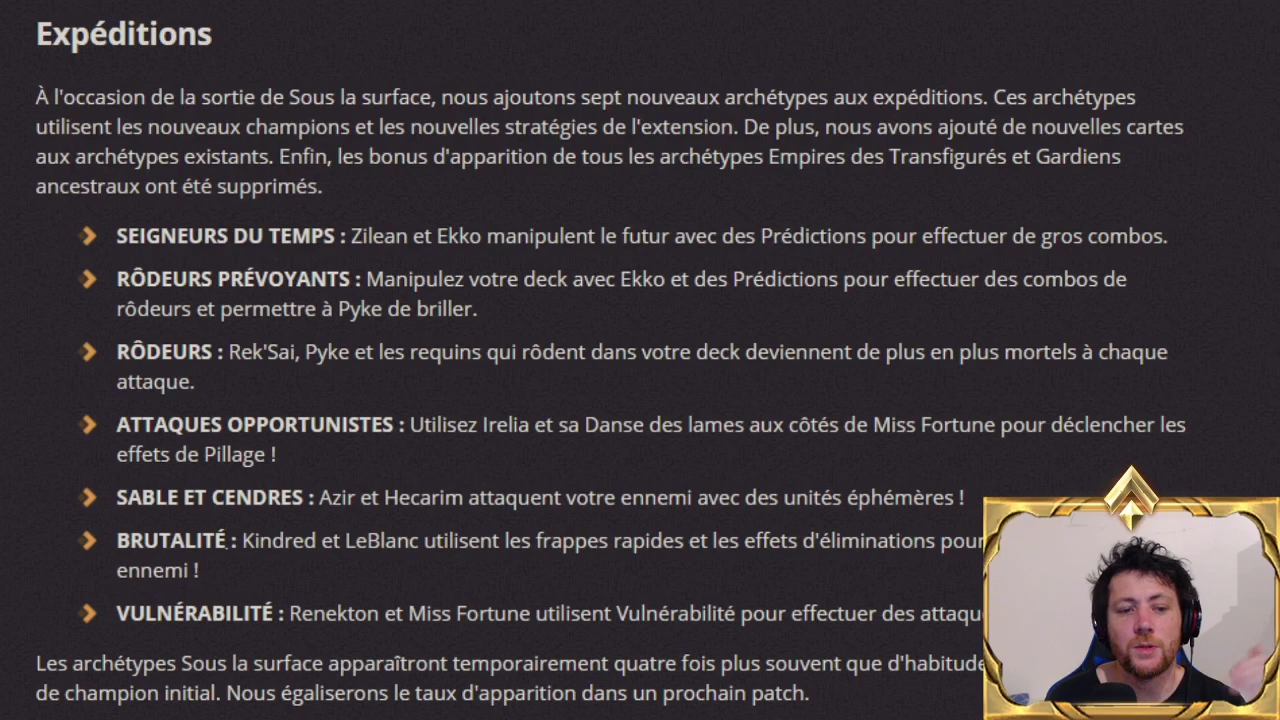 Expéditions
À l'occasion de la sortie de Sous la surface, nous ajoutons sept nouveaux archétypes aux expéditions. Ces archétypes
utilisent les nouveaux champions et les nouvelles stratégies de l'extension. De plus, nous avons ajouté de nouvelles cartes
aux archétypes existants. Enfin, les bonus d'apparition de tous les archétypes Empires des Transfigurés et Gardiens
ancestraux ont été supprimés.
SEIGNEURS DU TEMPS : Zilean et Ekko manipulent le futur avec des Prédictions pour effectuer de gros combos.
RÔDEURS PRÉVOYANTS : Manipulez votre deck avec Ekko et des Prédictions pour effectuer des combos de
rôdeurs et permettre à Pyke de briller.
RÔDEURS : Rek'Sai, Pyke et les requins qui rôdent dans votre deck deviennent de plus en plus mortels à chaque
attaque.
ATTAQUES OPPORTUNISTES : Utilisez Irelia et sa Danse des lames aux côtés de Miss Fortune pour déclencher les
effets de Pillage !
SABLE ET CENDRES : Azir et Hecarim attaquent votre ennemi avec des unités éphémères !
BRUTALITÉ : Kindred et LeBlanc utilisent les frappes rapides et les effets d'éliminations pour
ennemi !
VULNÉRABILITÉ : Renekton et Miss Fortune utilisent Vulnérabilité pour effectuer des
Les archétypes Sous la surface apparaîtront temporairement quatre fois plus souvent que d'habitude
de champion initial. Nous égaliserons le taux d'apparition dans un prochain patch.